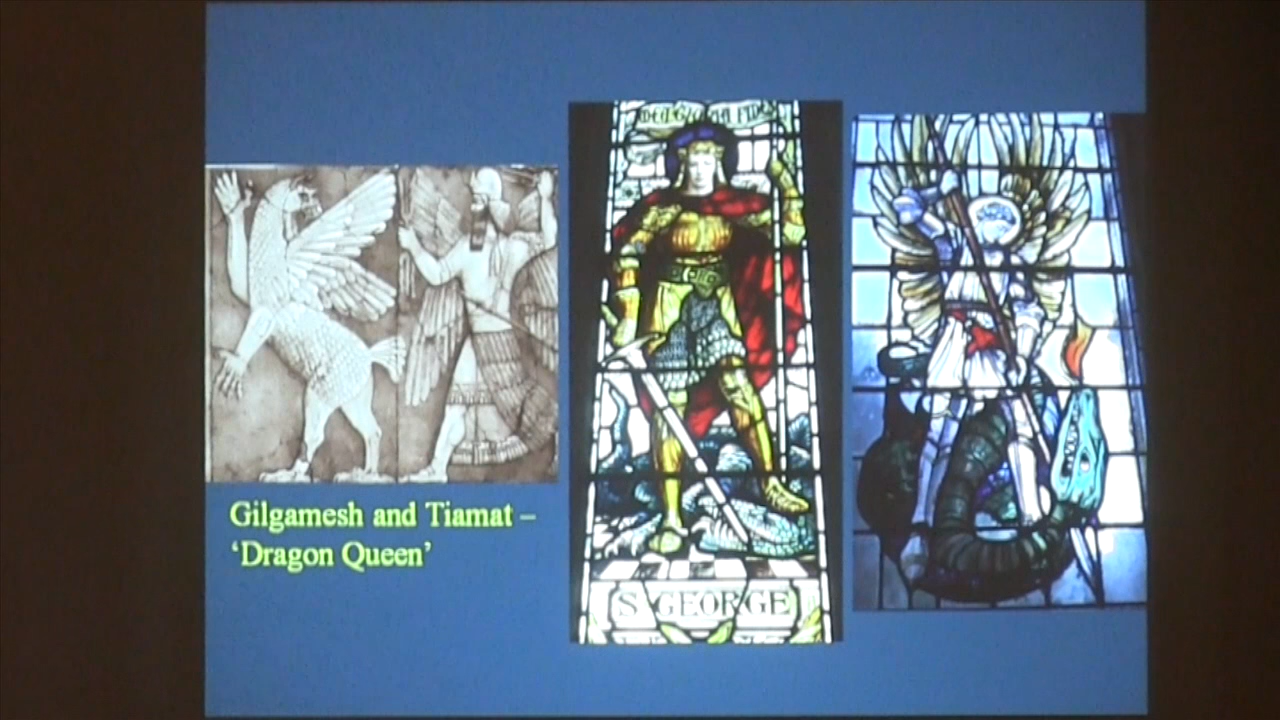 Gilgamesh and Tiamat –
‘Dragon Queen’
S. GEORGE